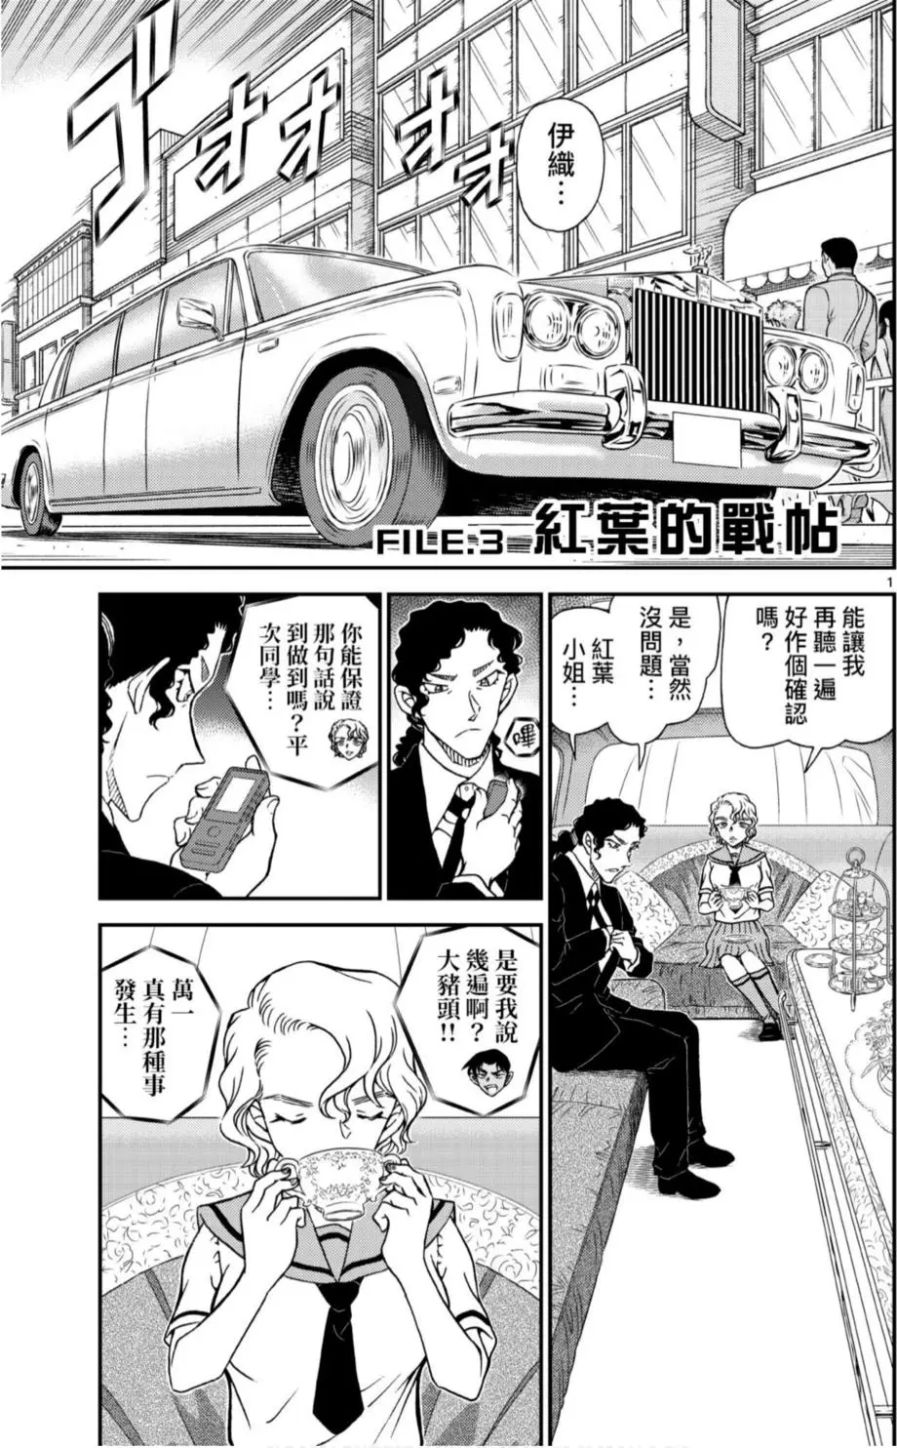 ゴオオオオ
伊織…
FILE.3 紅葉的戰帖
1
能讓我
再聽一遍
好作個確認
嗎？
是，當然
沒問題…
紅葉
小姐…
嗶
你能保證
那句話說
到做到嗎？平
次同學…
是要我說
幾遍啊？
大豬頭!!
萬一
真有那種事
發生…